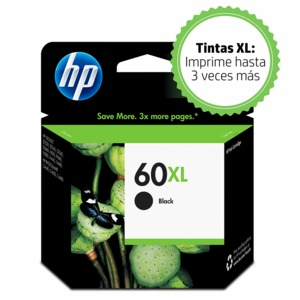 Tintas XL:
Imprime hasta
3 veces más
hp
Save More. 3x more pages.*
60XL
Black